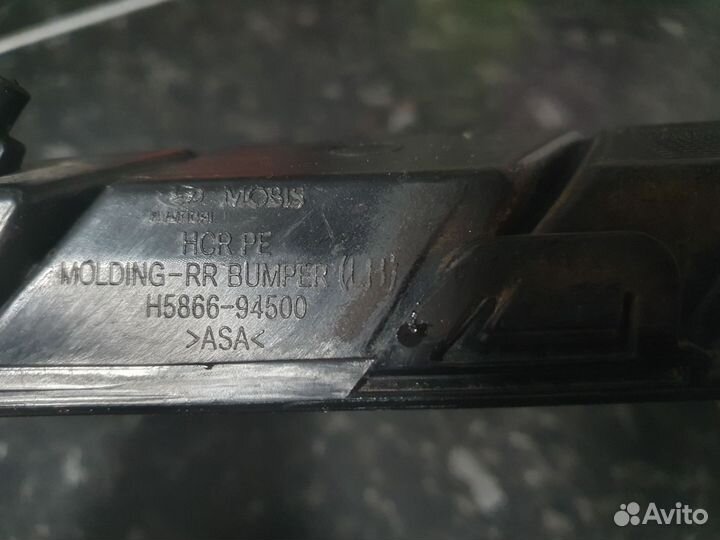 MOBIS
HCR PE
MOLDING-RR BUMPER (LH)
H5866-94500
>ASA<
Avito